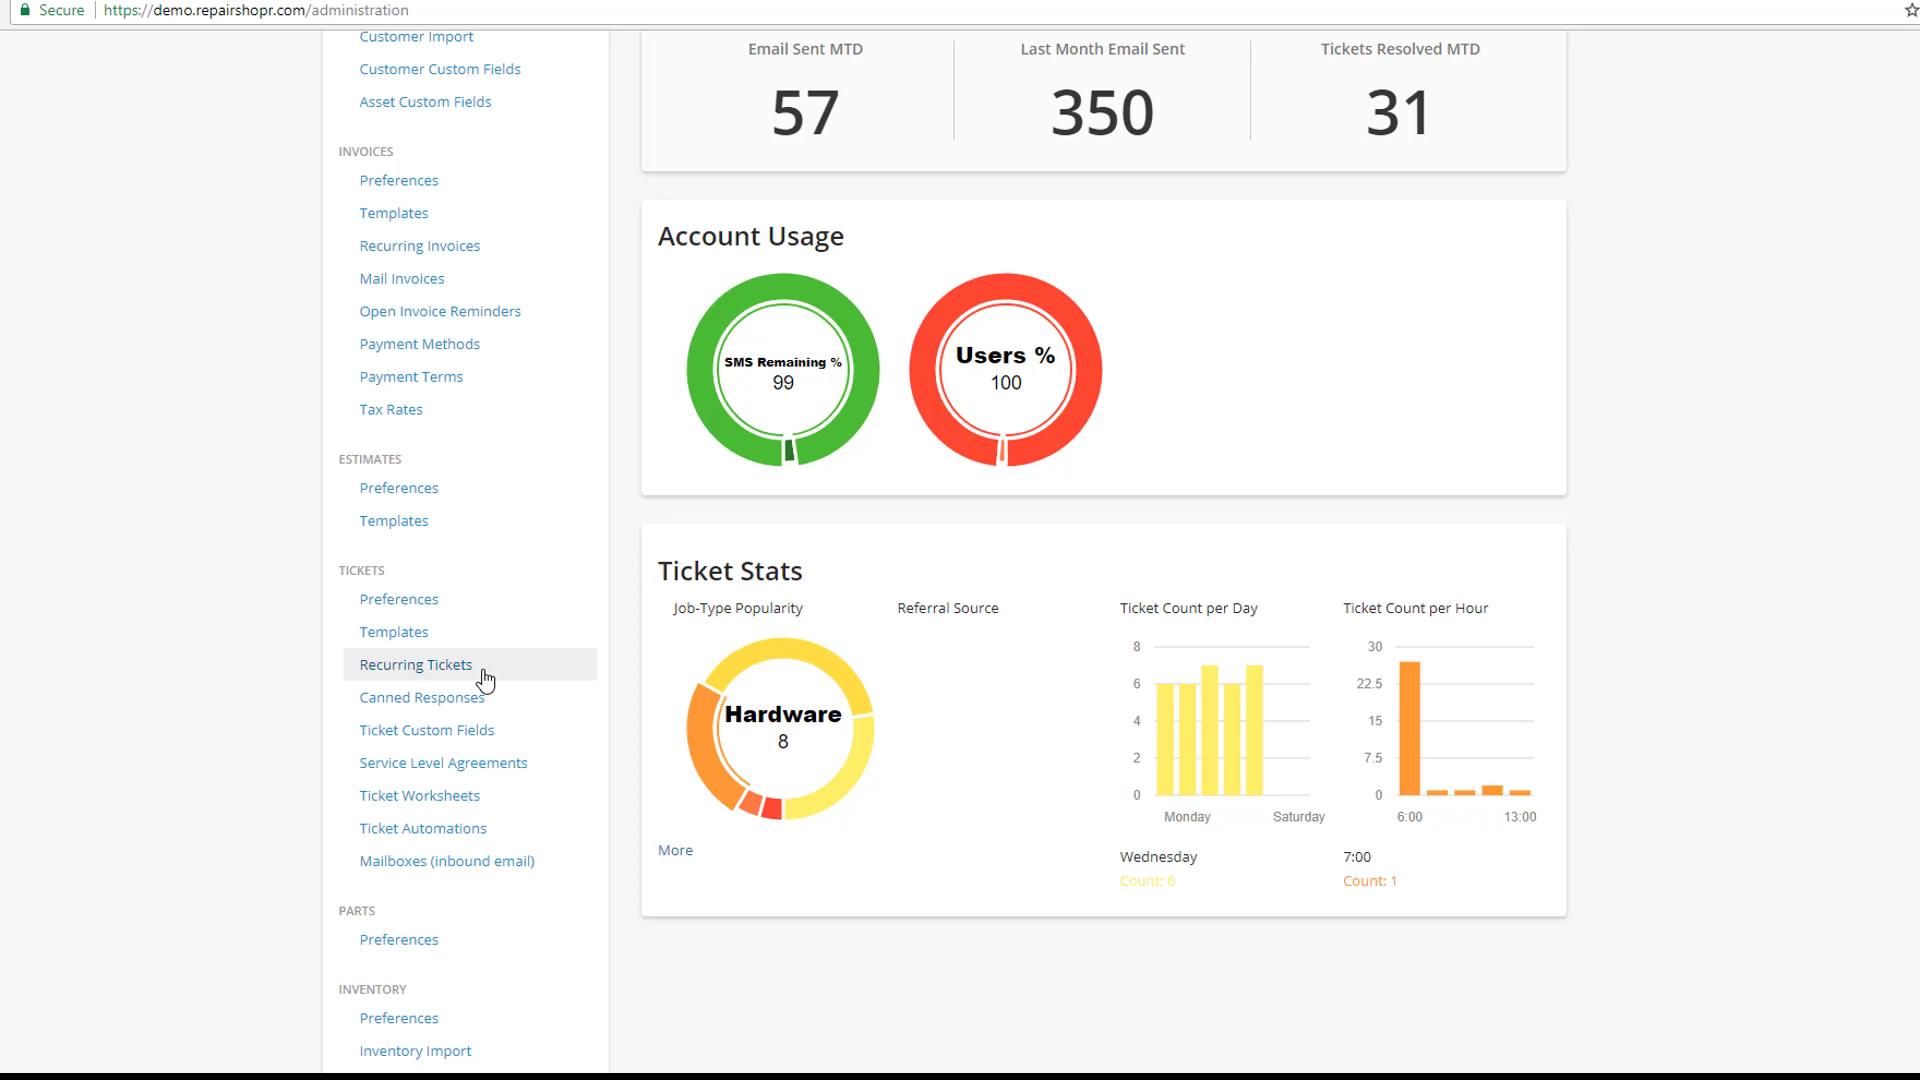 Secure https://demo.repairshopr.com/administration
Customer Import
Customer Custom Fields
Asset Custom Fields
INVOICES
Preferences
Templates
Recurring Invoices
Mail Invoices
Open Invoice Reminders
Payment Methods
Payment Terms
Tax Rates
ESTIMATES
Preferences
Templates
TICKETS
Preferences
Templates
Recurring Tickets
Canned Responses
Ticket Custom Fields
Service Level Agreements
Ticket Worksheets
Ticket Automations
Mailboxes (inbound email)
PARTS
Preferences
INVENTORY
Preferences
Inventory Import
Email Sent MTD
57
Last Month Email Sent
350
Tickets Resolved MTD
31
Account Usage
SMS Remaining %
99
Users %
100
Ticket Stats
Job-Type Popularity
Hardware
8
More
Referral Source
Ticket Count per Day
8
6
4
2
0
Monday Saturday
Wednesday
Count: 6
Ticket Count per Hour
30
22.5
15
7.5
0
6:00 13:00
7:00
Count: 1